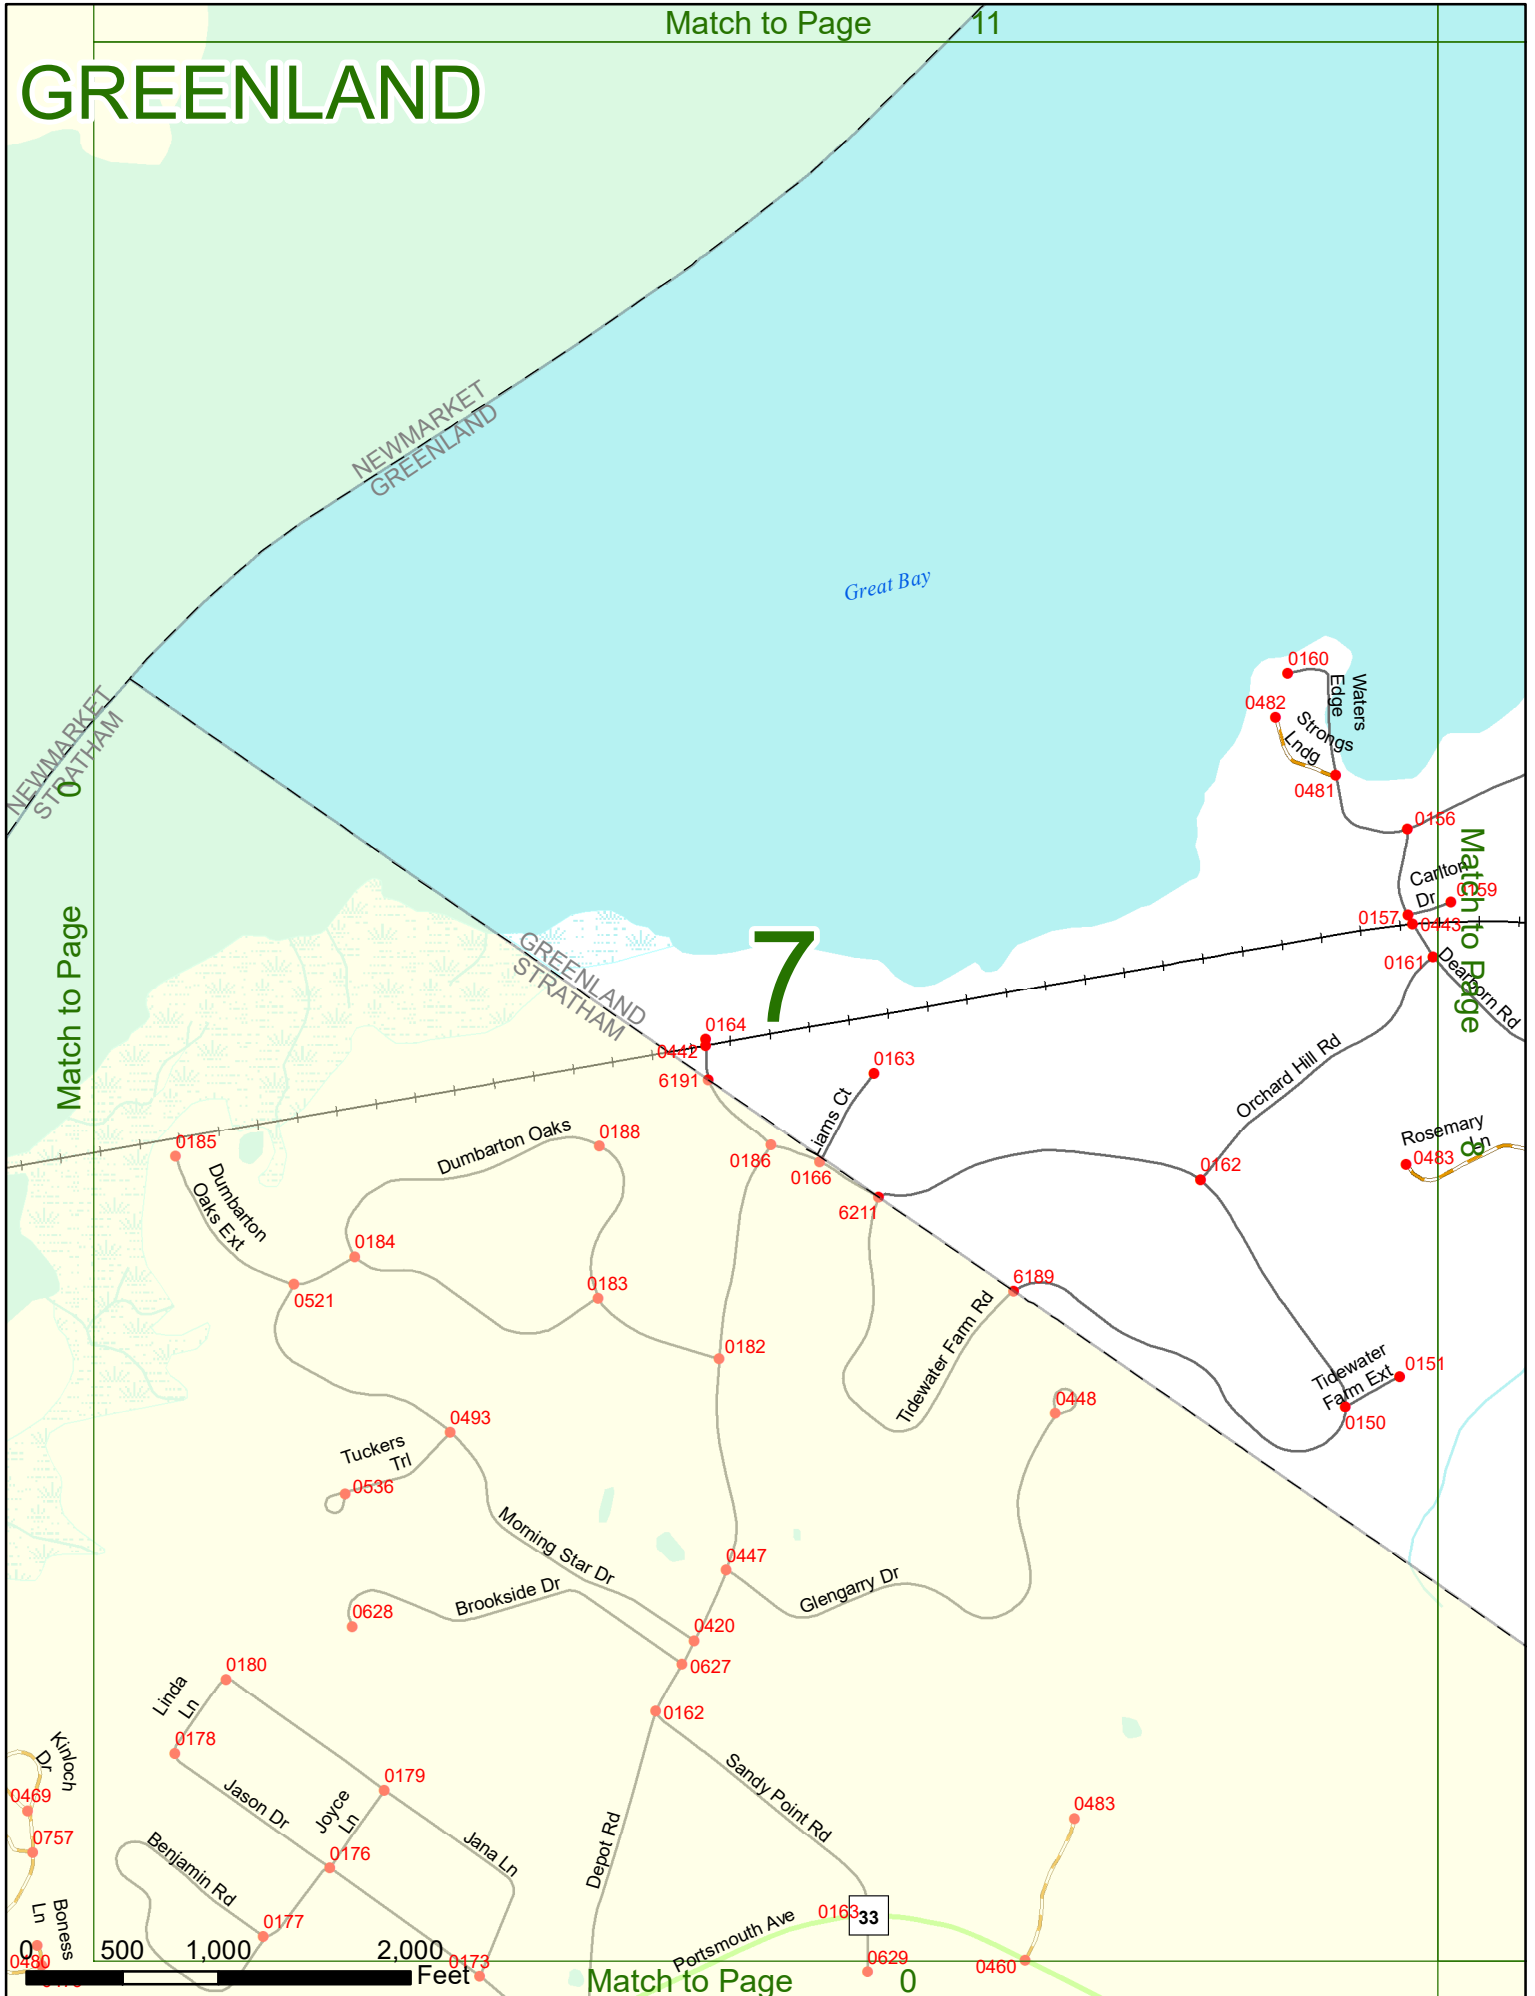 Match to Page 11
GREENLAND
NEWMARKET
GREENLAND
Great Bay
0160
Waters
Edge
0482
Strongs
Lndg
0481
NEWMARKET
STRATHAM
0
Match to Page
0156
Carlton
Dr
0159
0157
0443
0161
Dearborn Rd
Match to Page
8
GREENLAND
STRATHAM
7
0164
0442
6191
0163
iams Ct
Orchard Hill Rd
Rosemary
Ln
0483
0185
Dumbarton Oaks
0188
0186
0166
0162
Dumbarton
Oaks Ext
6211
0184
0521
0183
6189
Tidewater Farm Rd
0182
Tidewater
Farm Ext
0151
0150
0448
0493
Tuckers
Trl
0536
Morning Star Dr
0447
Glengarry Dr
Brookside Dr
0628
0420
0627
0180
Linda
Ln
0162
0178
Kinloch
Dr
0179
Sandy Point Rd
0469
Jason Dr
Joyce
Ln
0483
0757
Benjamin Rd
0176
Jana Ln
Depot Rd
Boness
Ln
0177
Portsmouth Ave
0163
33
0480
0173
0629
0460
0 500 1,000 2,000
Feet
Match to Page 0